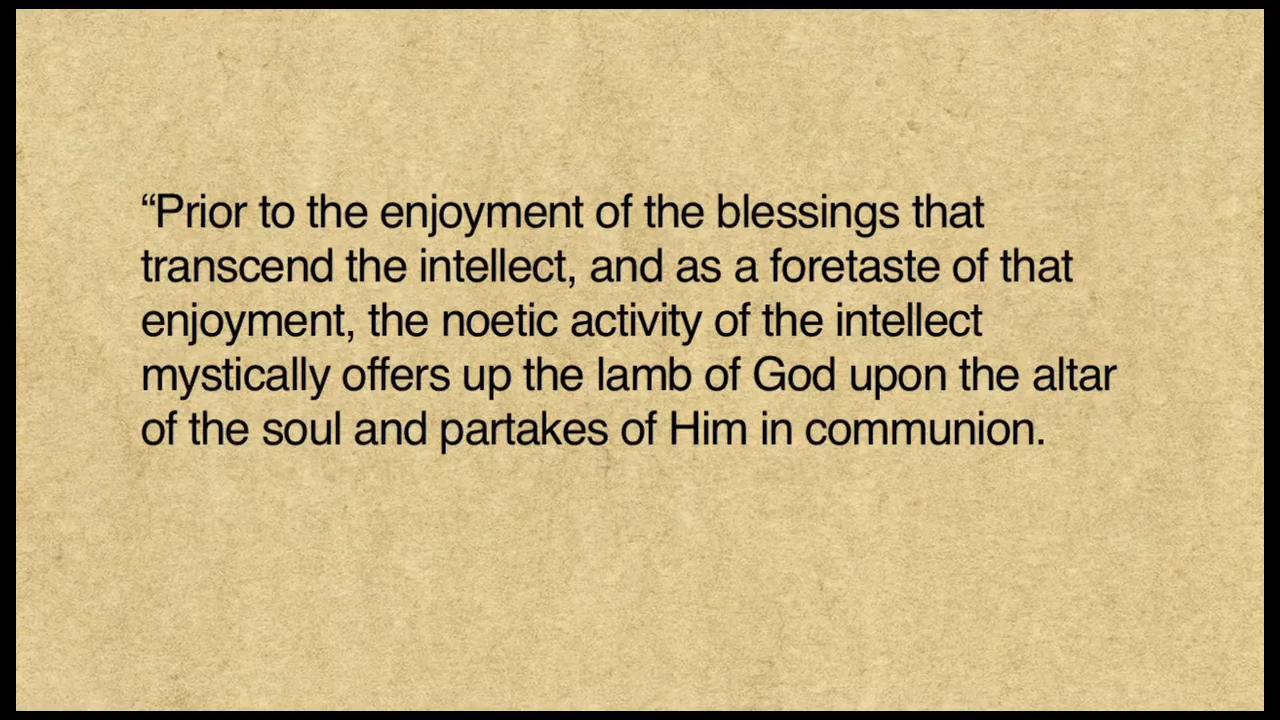 “Prior to the enjoyment of the blessings that
transcend the intellect, and as a foretaste of that
enjoyment, the noetic activity of the intellect
mystically offers up the lamb of God upon the altar
of the soul and partakes of Him in communion.